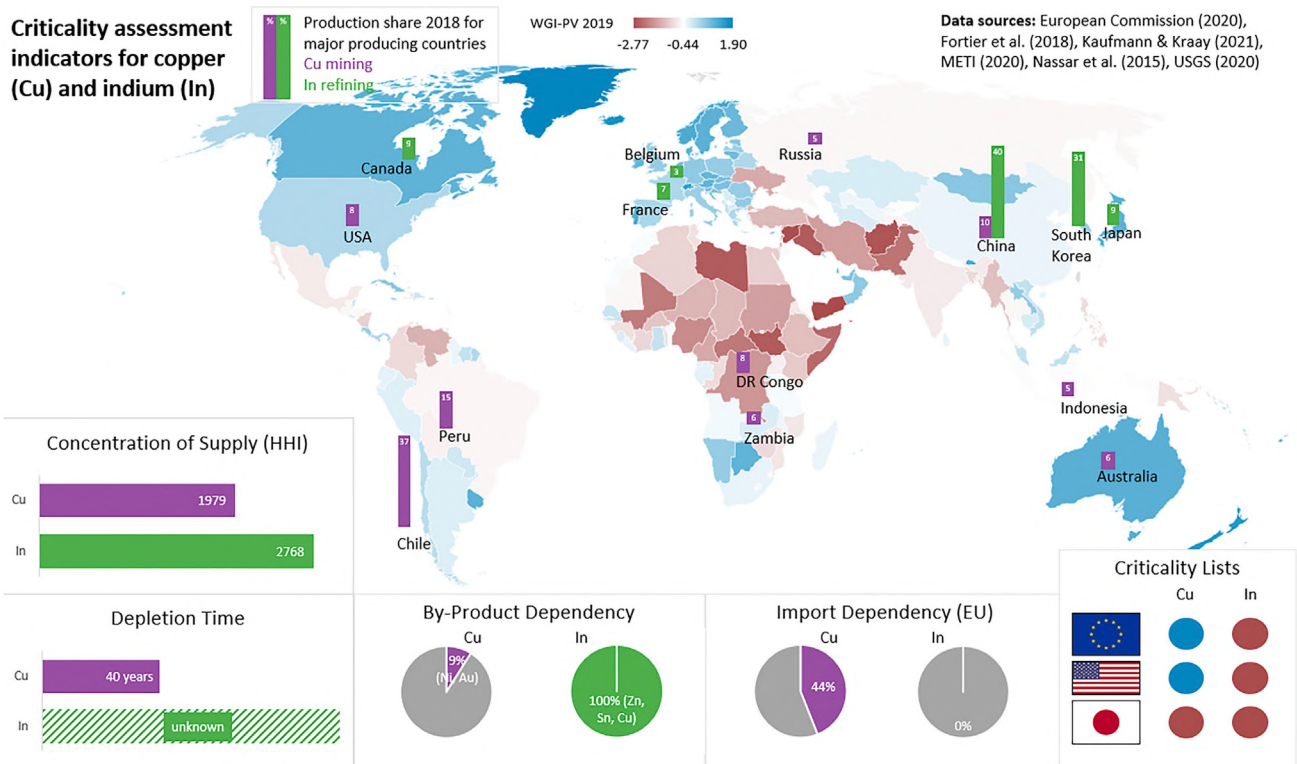 Criticality assessment
indicators for copper
(Cu) and indium (In)
% %
Production share 2018 for
major producing countries
Cu mining
In refining
WGI-PV 2019
-2.77 -0.44 1.90
Data sources: European Commission (2020),
Fortier et al. (2018), Kaufmann & Kraay (2021),
METI (2020), Nassar et al. (2015), USGS (2020)
9
Canada
8
USA
Belgium
3
7
France
5
Russia
40
10
China
31
South
Korea
9
Japan
8
DR Congo
6
Zambia
5
Indonesia
6
Australia
15
Peru
37
Chile
Concentration of Supply (HHI)
Cu 1979
In 2768
Depletion Time
Cu 40 years
In unknown
By-Product Dependency
Cu In
9%
(Ni, Au)
100% (Zn,
Sn, Cu)
Import Dependency (EU)
Cu In
44%
0%
Criticality Lists
Cu In